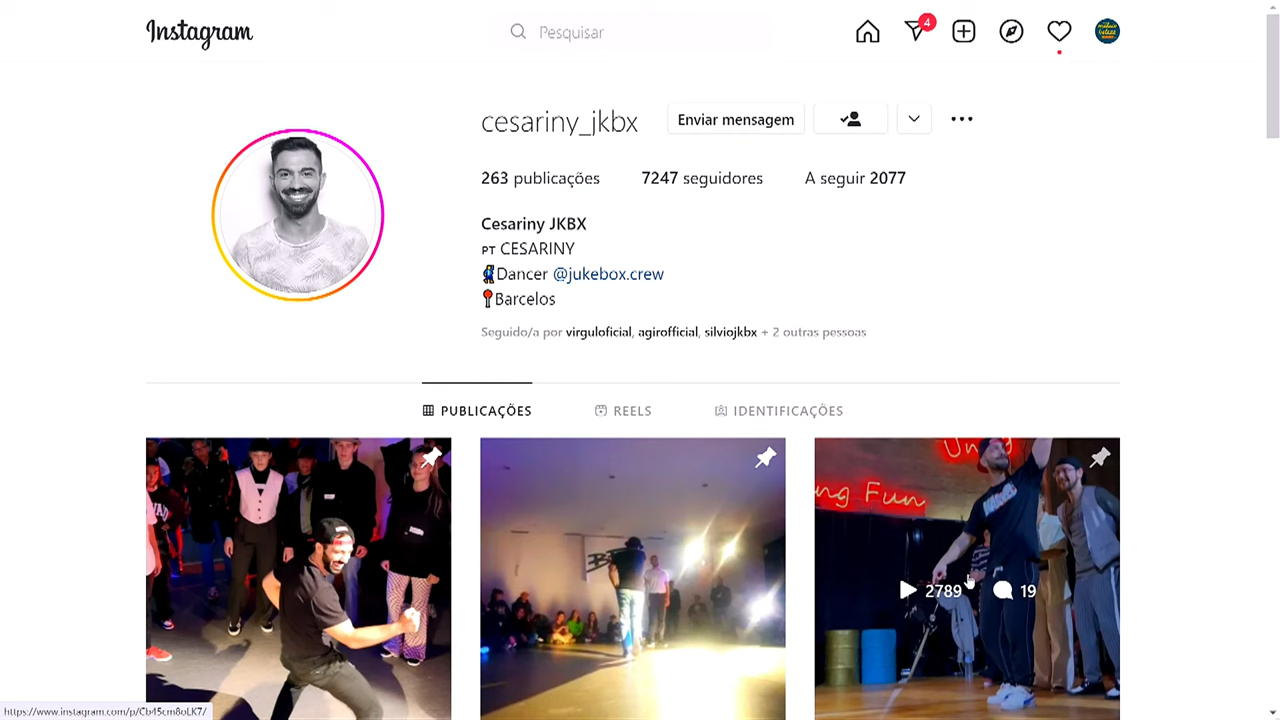 Instagram
Pesquisar
4
cesariny_jkbx
Enviar mensagem
263 publicações
7247 seguidores
A seguir 2077
Cesariny JKBX
PT CESARINY
Dancer @jukebox.crew
Barcelos
Seguido/a por virguloficial, agirofficial, silviojkbx + 2 outras pessoas
PUBLICAÇÕES
REELS
IDENTIFICAÇÕES
ng Fun
2789
19
https://www.instagram.com/p/Cb45cm8oLK7/